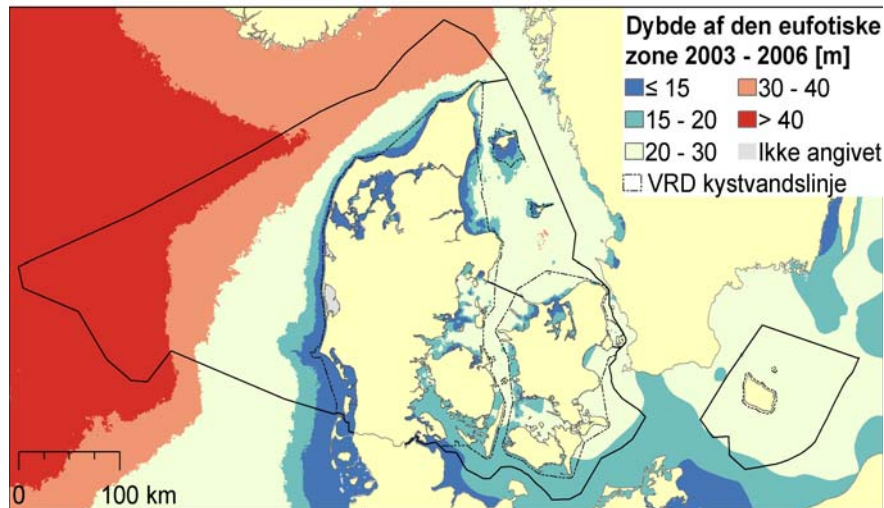 Dybde af den eufotiske
zone 2003 - 2006 [m]
≤ 15
30 - 40
15 - 20
> 40
20 - 30
Ikke angivet
VRD kystvandslinje
0
100 km